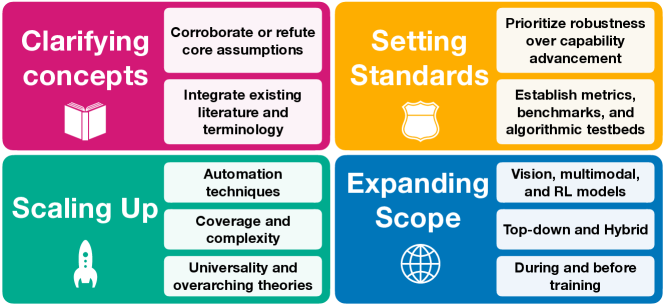 Clarifying
concepts
Corroborate or refute
core assumptions
Integrate existing
literature and
terminology
Setting
Standards
Prioritize robustness
over capability
advancement
Establish metrics,
benchmarks, and
algorithmic testbeds
Scaling Up
Automation
techniques
Coverage and
complexity
Universality and
overarching theories
Expanding
Scope
Vision, multimodal,
and RL models
Top-down and Hybrid
During and before
training